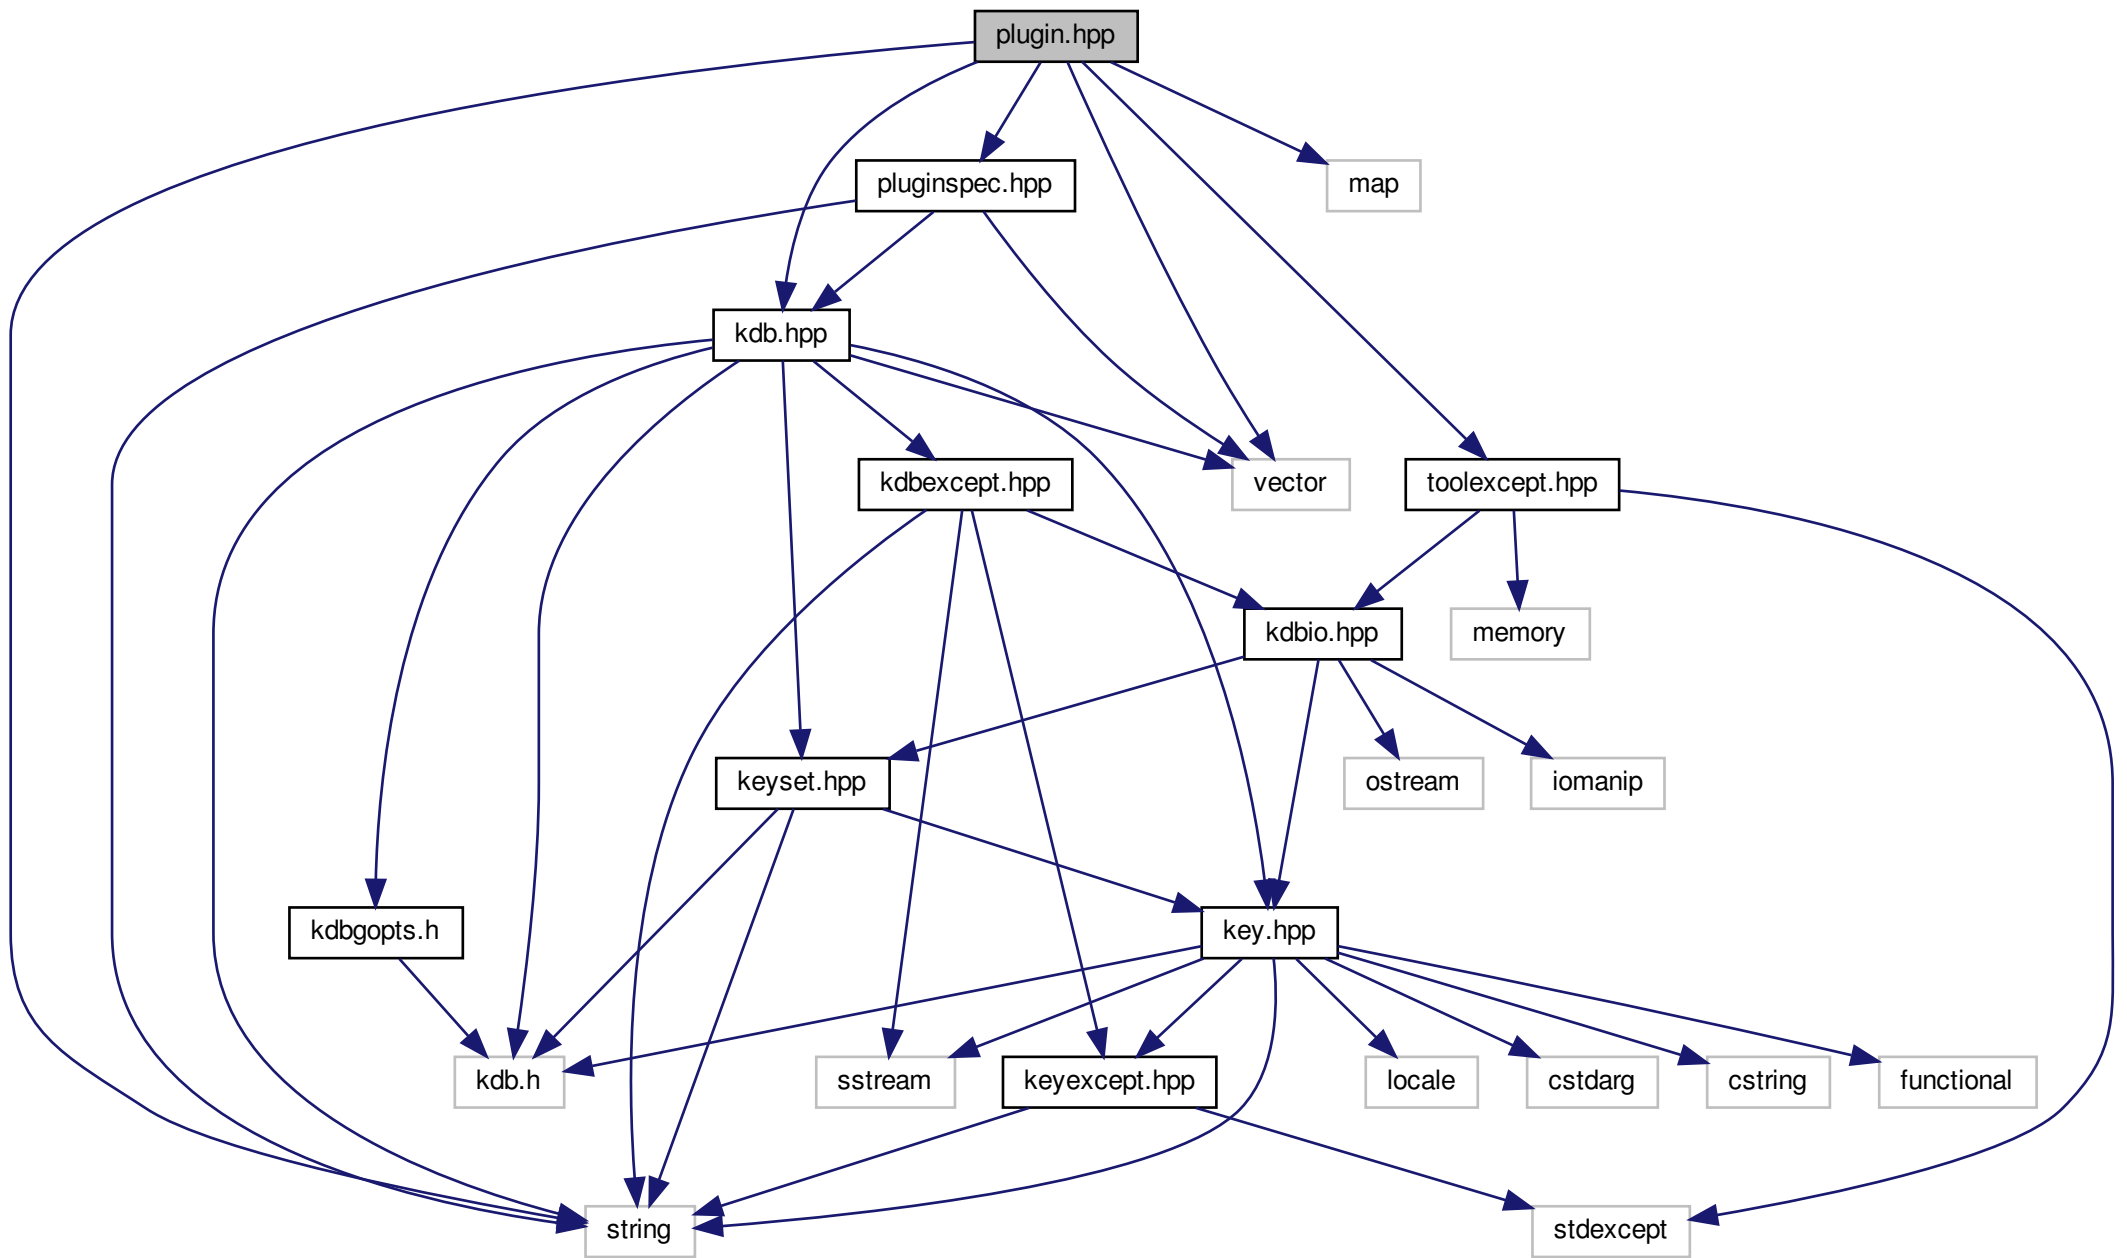 plugin.hpp
pluginspec.hpp
map
kdb.hpp
kdbexcept.hpp
vector
toolexcept.hpp
kdbio.hpp
memory
keyset.hpp
ostream
iomanip
kdbgopts.h
key.hpp
kdb.h
sstream
keyexcept.hpp
locale
cstdarg
cstring
functional
string
stdexcept